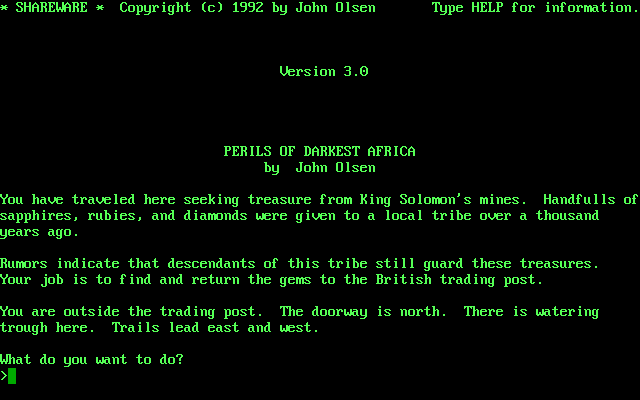 * SHAREWARE *  Copyright (c) 1992 by John Olsen       Type HELP for information.
Version 3.0
PERILS OF DARKEST AFRICA
by  John Olsen
You have traveled here seeking treasure from King Solomon's mines.  Handfulls of
sapphires, rubies, and diamonds were given to a local tribe over a thousand
years ago.
Rumors indicate that descendants of this tribe still guard these treasures.
Your job is to find and return the gems to the British trading post.
You are outside the trading post.  The doorway is north.  There is watering
trough here.  Trails lead east and west.
What do you want to do?
>